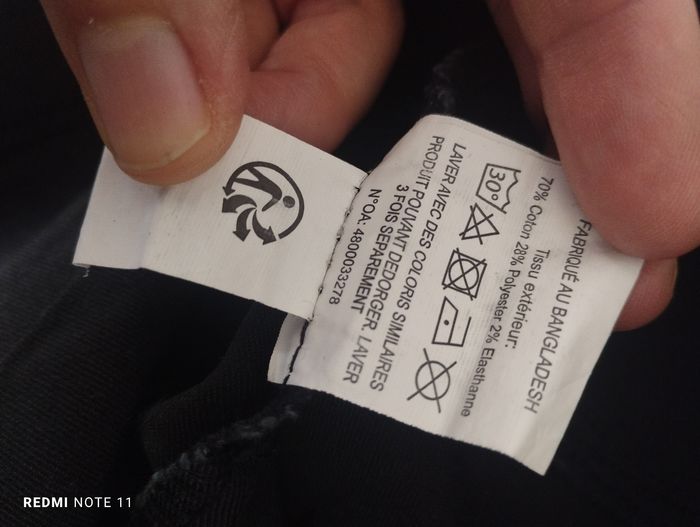 FABRIQUÉ AU BANGLADESH
Tissu extérieur:
70% Coton 28% Polyester 2% Elasthanne
30°
LAVER AVEC DES COLORIS SIMILAIRES
PRODUIT POUVANT DEDORGER. LAVER
3 FOIS SEPAREMENT.
N°OA: 4800033278
REDMI NOTE 11